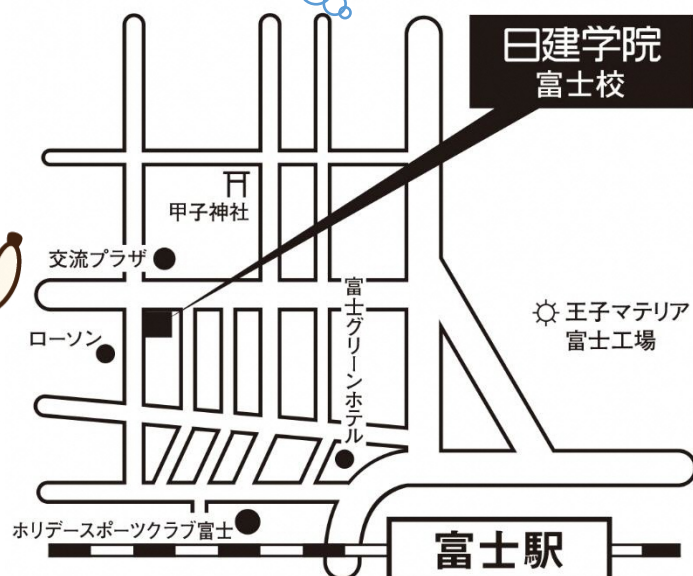 日建学院
富士校
甲子神社
交流プラザ
富士グリーンホテル
王子マテリア
富士工場
ローソン
ホリデースポーツクラブ富士
富士駅